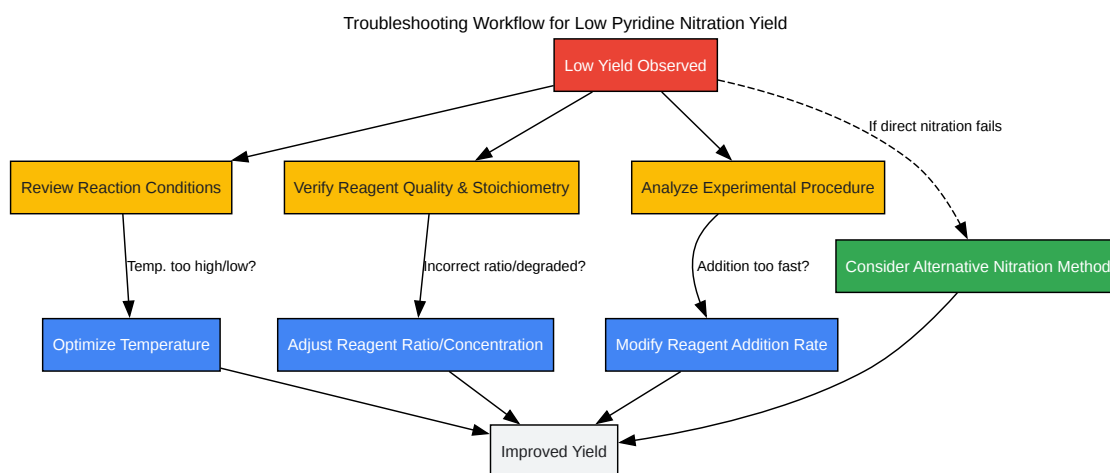 Troubleshooting Workflow for Low Pyridine Nitration Yield
Low Yield Observed
If direct nitration fails
Review Reaction Conditions
Verify Reagent Quality & Stoichiometry
Analyze Experimental Procedure
Consider Alternative Nitration Method
Temp. too high/low?
Incorrect ratio/degraded?
Addition too fast?
Optimize Temperature
Adjust Reagent Ratio/Concentration
Modify Reagent Addition Rate
Improved Yield